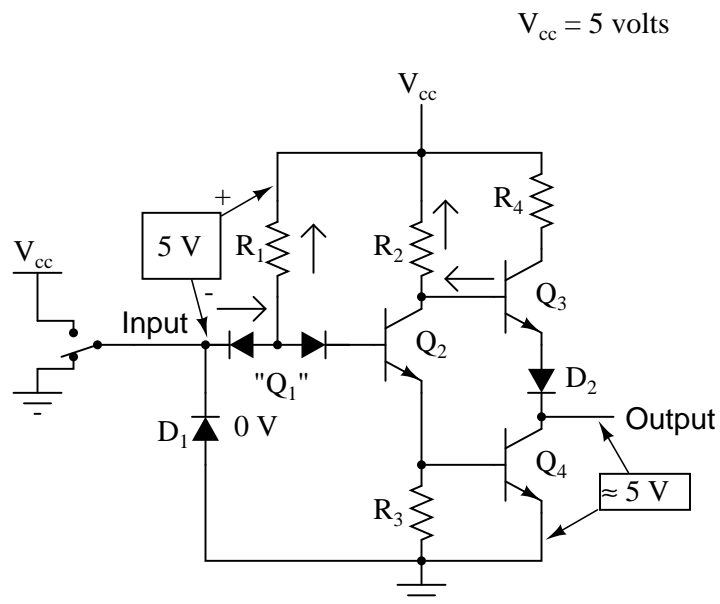 Vcc = 5 volts
Vcc
+
5 V
R1
R2
R4
Vcc
-
Input
Q3
Q2
"Q1"
D2
D1
0 V
Output
Q4
≈ 5 V
R3